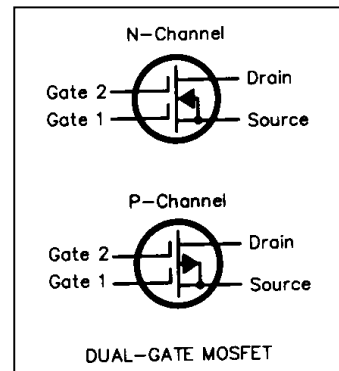 N-Channel
Drain
Gate 2
Gate 1
Source
P-Channel
Drain
Gate 2
Gate 1
Source
DUAL-GATE MOSFET